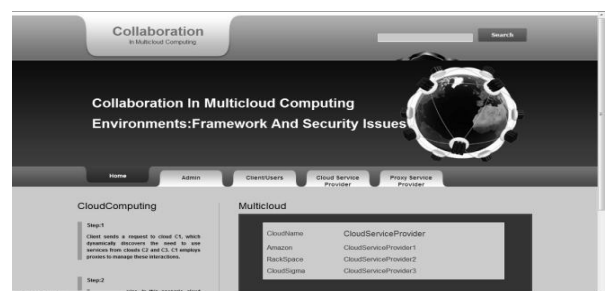 Collaboration
In Multicloud Computing
Search
Collaboration In Multicloud Computing
Environments:Framework And Security Issues
Home
Admin
Client/Users
Cloud Service
Provider
Proxy Service
Provider
CloudComputing
Step:1
Client sends a request to cloud C1, which
dynamically discovers the need to use
services from clouds C2 and C3. C1 employs
proxies to manage these interactions.
Step:2
Multicloud
CloudName CloudServiceProvider
Amazon CloudServiceProvider1
RackSpace CloudServiceProvider2
CloudSigma CloudServiceProvider3